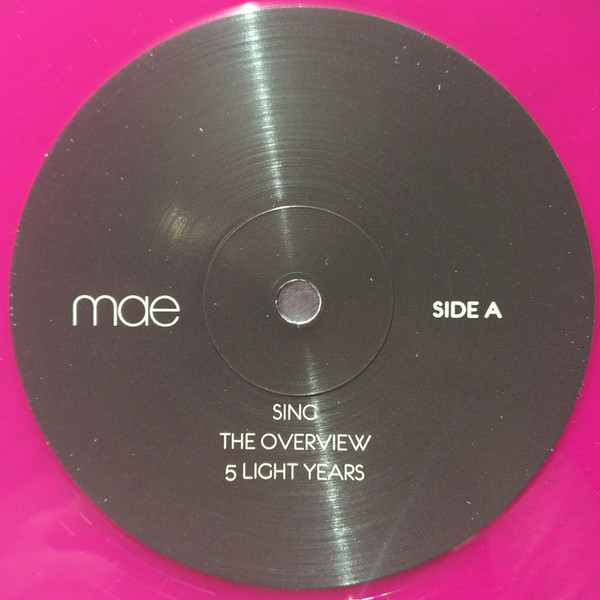 mae
SIDE A
SING
THE OVERVIEW
5 LIGHT YEARS